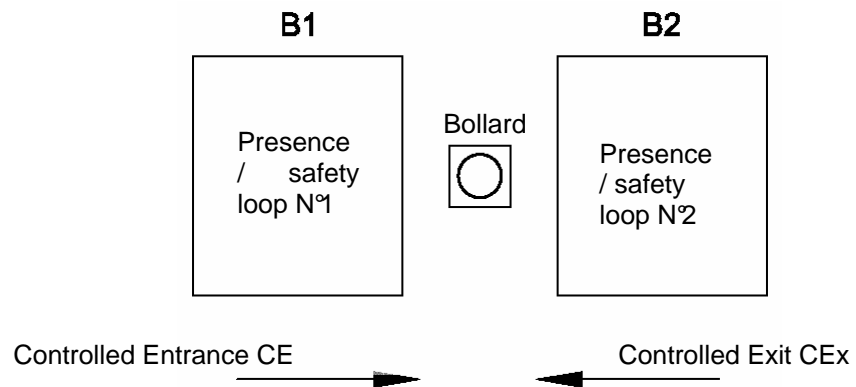 B1
B2
Presence
/ safety
loop N°1
Bollard
Presence
/ safety
loop N°2
Controlled Entrance CE
Controlled Exit CEx